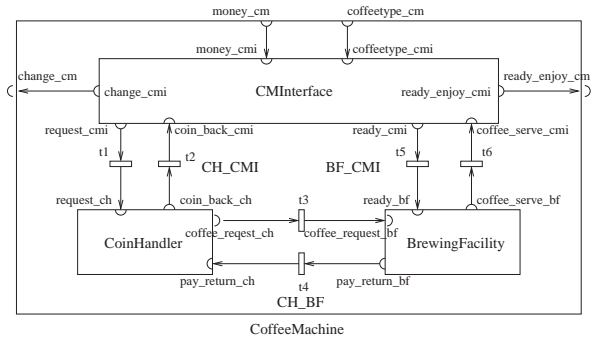 money_cm coffeetype_cm
money_cmi coffeetype_cmi
change_cm ready_enjoy_cm
change_cmi CMInterface ready_enjoy_cmi
request_cmi coin_back_cmi ready_cmi coffee_serve_cmi
t1 t2 CH_CMI BF_CMI t5 t6
request_ch coin_back_ch t3 ready_bf coffee_serve_bf
CoinHandler coffee_reqest_ch coffee_request_bf BrewingFacility
pay_return_ch t4 pay_return_bf
CH_BF
CoffeeMachine